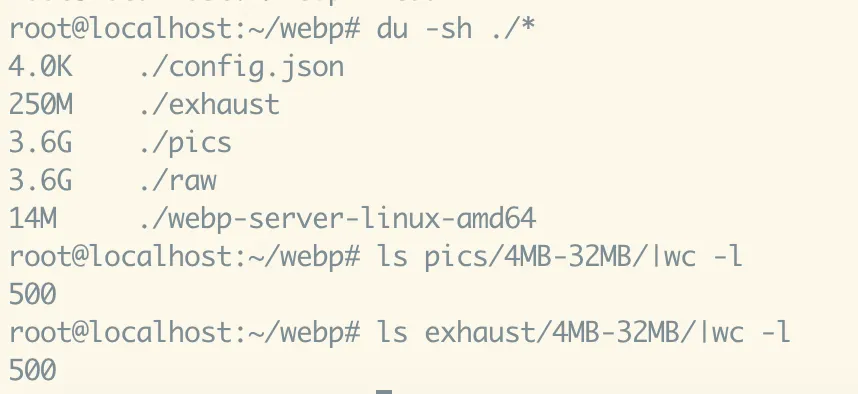 root@localhost:~/webp# du -sh ./*
4.0K    ./config.json
250M    ./exhaust
3.6G    ./pics
3.6G    ./raw
14M     ./webp-server-linux-amd64
root@localhost:~/webp# ls pics/4MB-32MB/|wc -l
500
root@localhost:~/webp# ls exhaust/4MB-32MB/|wc -l
500